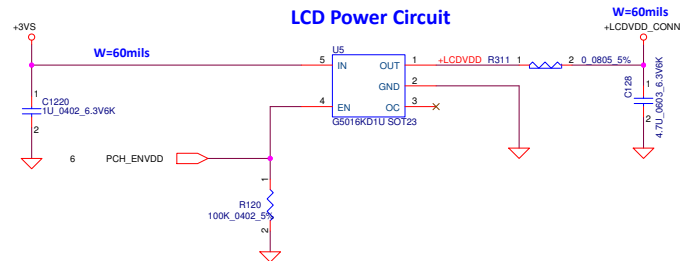 LCD Power Circuit
W=60mils
+LCDVDD_CONN
+3VS
W=60mils
U5
5 IN OUT 1 +LCDVDD R311 1 2 0_0805_5%
GND 2
4 EN OC 3
G5016KD1U SOT23
1
C1220
1U_0402_6.3V6K
2
1
C128
4.7U_0603_6.3V6K
2
6 PCH_ENVDD
1
R120
100K_0402_5%
2